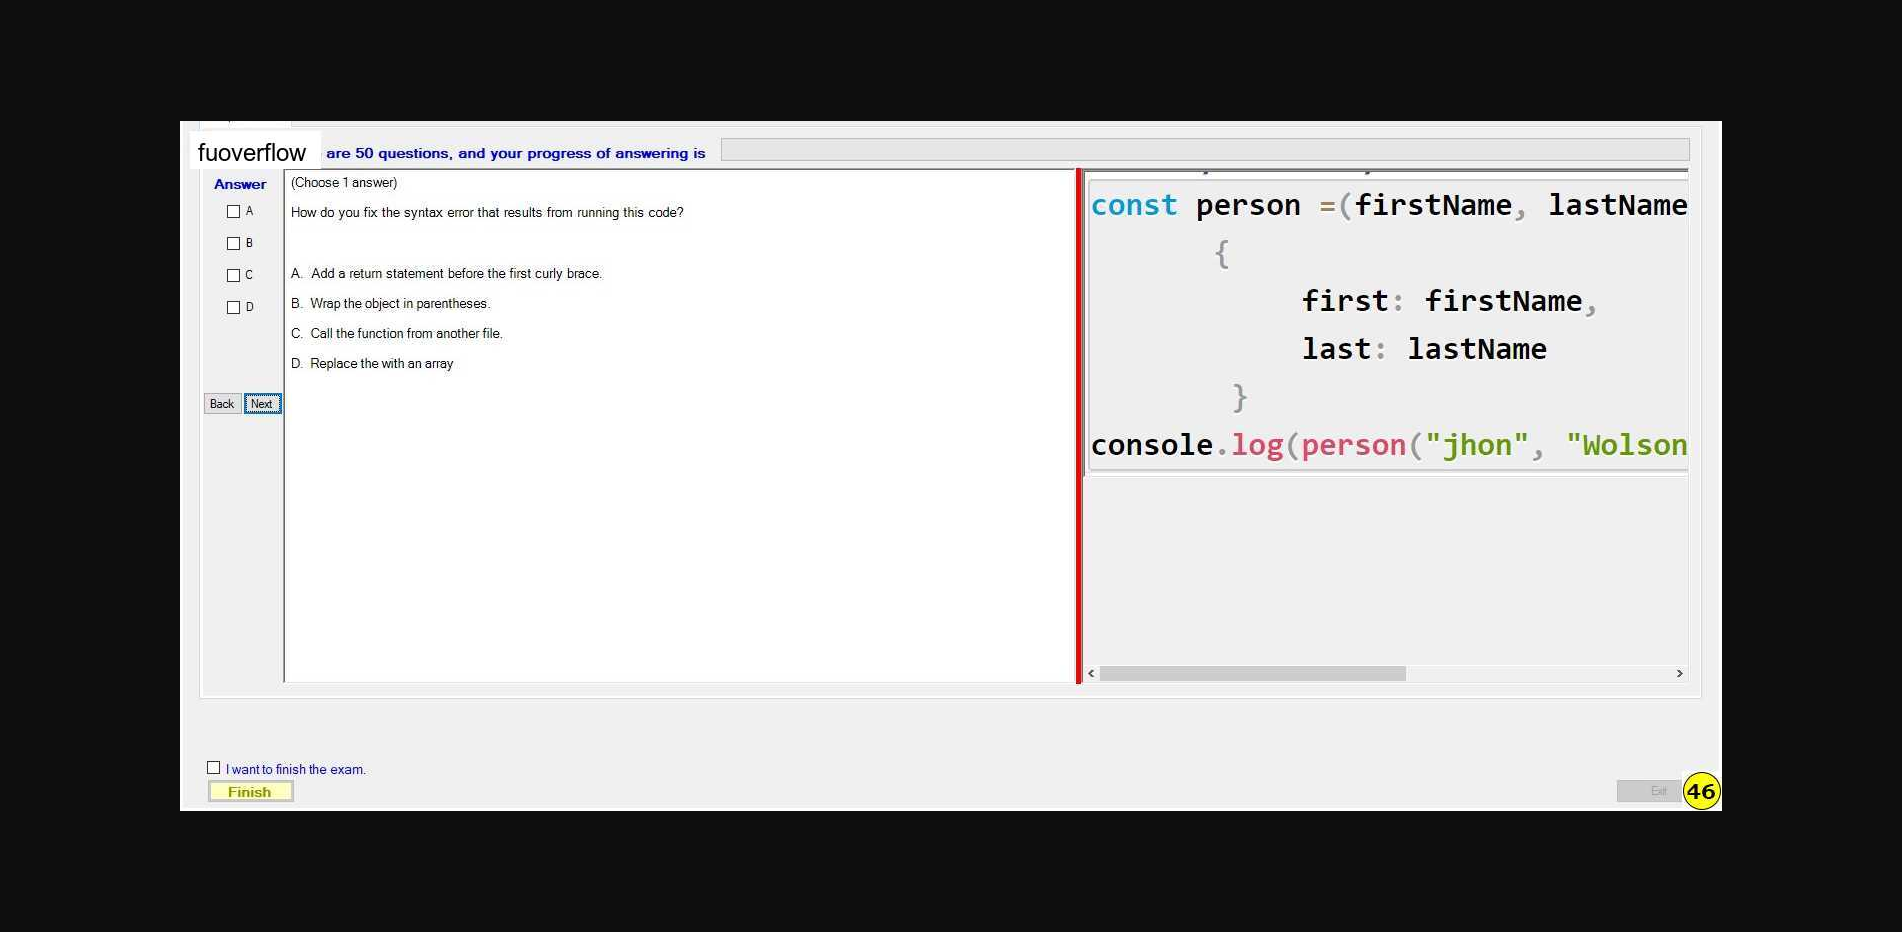 fuoverflow are 50 questions, and your progress of answering is
Answer
A
B
C
D
Back Next
(Choose 1 answer)
How do you fix the syntax error that results from running this code?
A. Add a return statement before the first curly brace.
B. Wrap the object in parentheses.
C. Call the function from another file.
D. Replace the with an array
const person =(firstName, lastName
{
first: firstName,
last: lastName
}
console.log(person("jhon", "Wolson
I want to finish the exam.
Finish
Exit
46